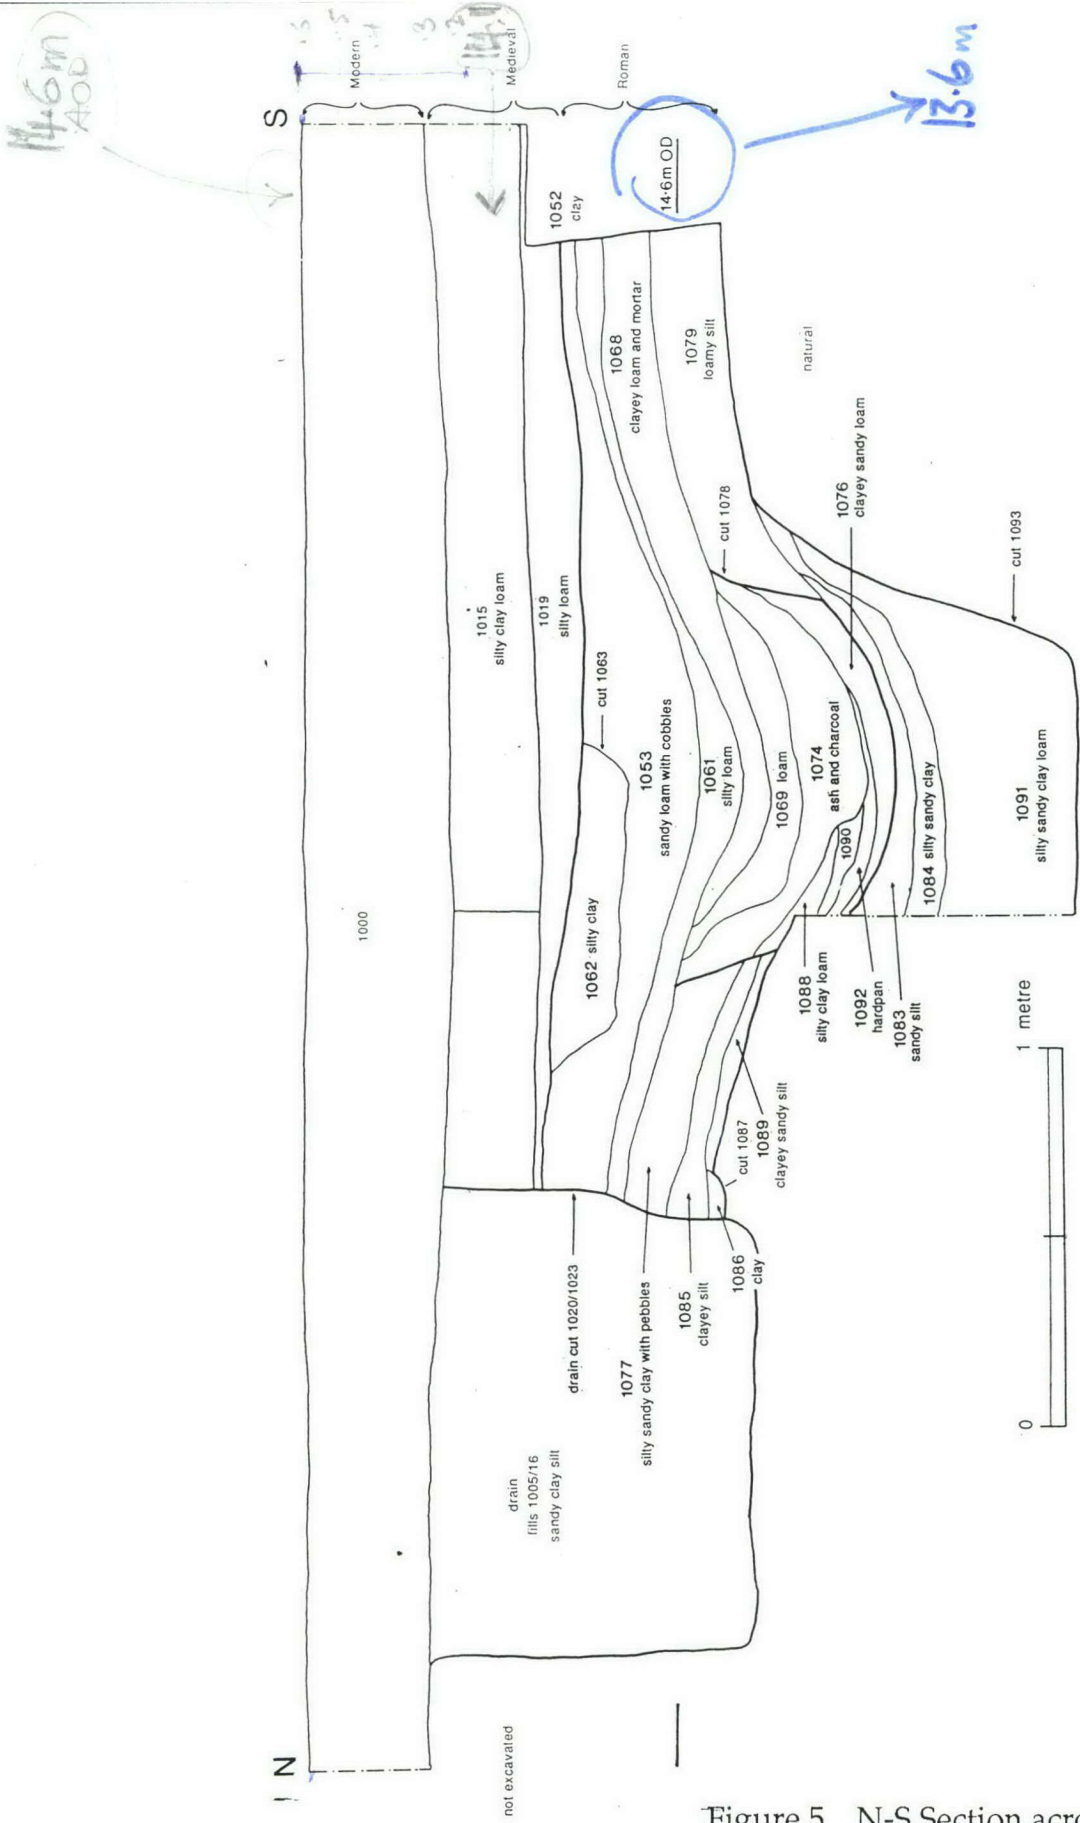 14.6m
AOD
S
N
Modern
Medieval
Roman
14.1
14·6m OD
13.6m
1052
clay
1000
1015
silty clay loam
1019
silty loam
cut 1063
1062 silty clay
1053
sandy loam with cobbles
1061
silty loam
1068
clayey loam and mortar
1079
loamy silt
natural
cut 1078
1069 loam
1074
ash and charcoal
1076
clayey sandy loam
1090
1088
silty clay loam
1092
hardpan
1083
sandy silt
1084 silty sandy clay
1091
silty sandy clay loam
cut 1093
cut 1087
1089
clayey sandy silt
1086
clay
1085
clayey silt
1077
silty sandy clay with pebbles
drain cut 1020/1023
drain
fills 1005/16
sandy clay silt
not excavated
0
1 metre
Figure 5 N-S Section acro